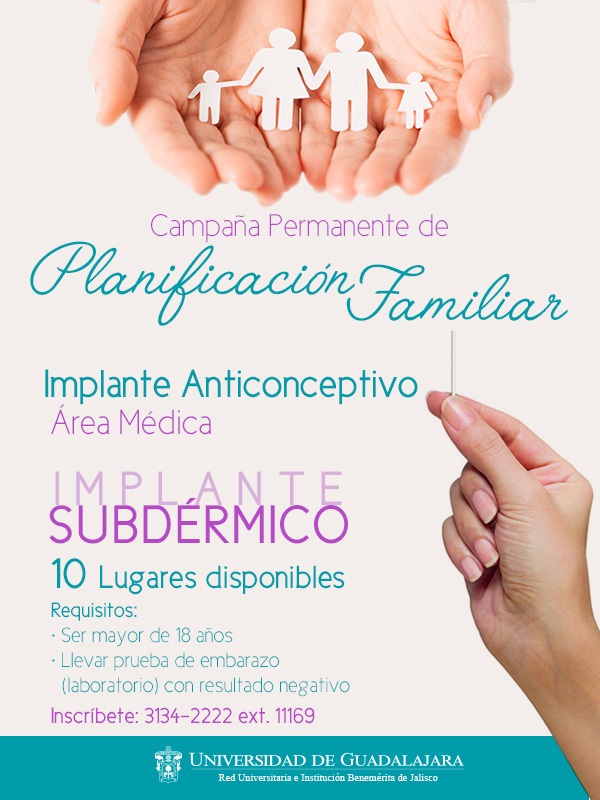 Campaña Permanente de
Planificación Familiar
Implante Anticonceptivo
Área Médica
IMPLANTE
SUBDÉRMICO
10 Lugares disponibles
Requisitos:
· Ser mayor de 18 años
· Llevar prueba de embarazo
(laboratorio) con resultado negativo
Inscríbete: 3134-2222 ext. 11169
UNIVERSIDAD DE GUADALAJARA
Red Universitaria e Institución Benemérita de Jalisco